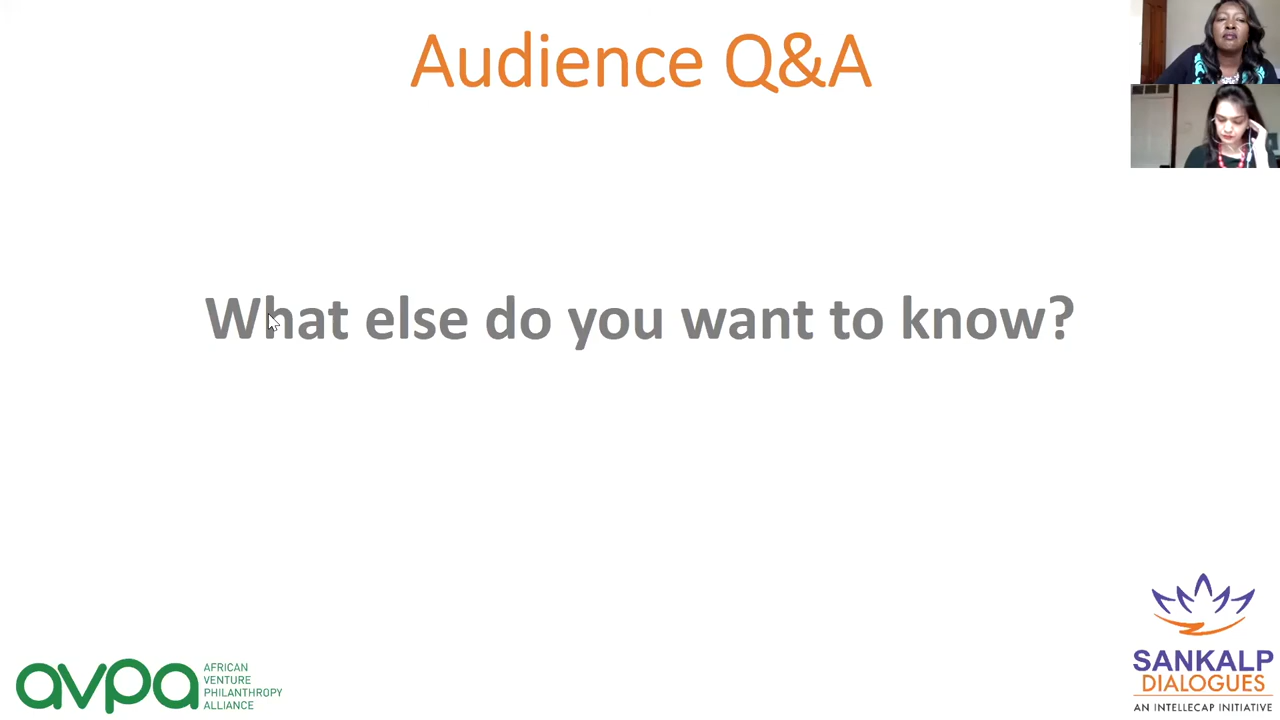 Audience Q&A
What else do you want to know?
avpa
AFRICAN
VENTURE
PHILANTHROPY
ALLIANCE
SANKALP
DIALOGUES
AN INTELLECAP INITIATIVE